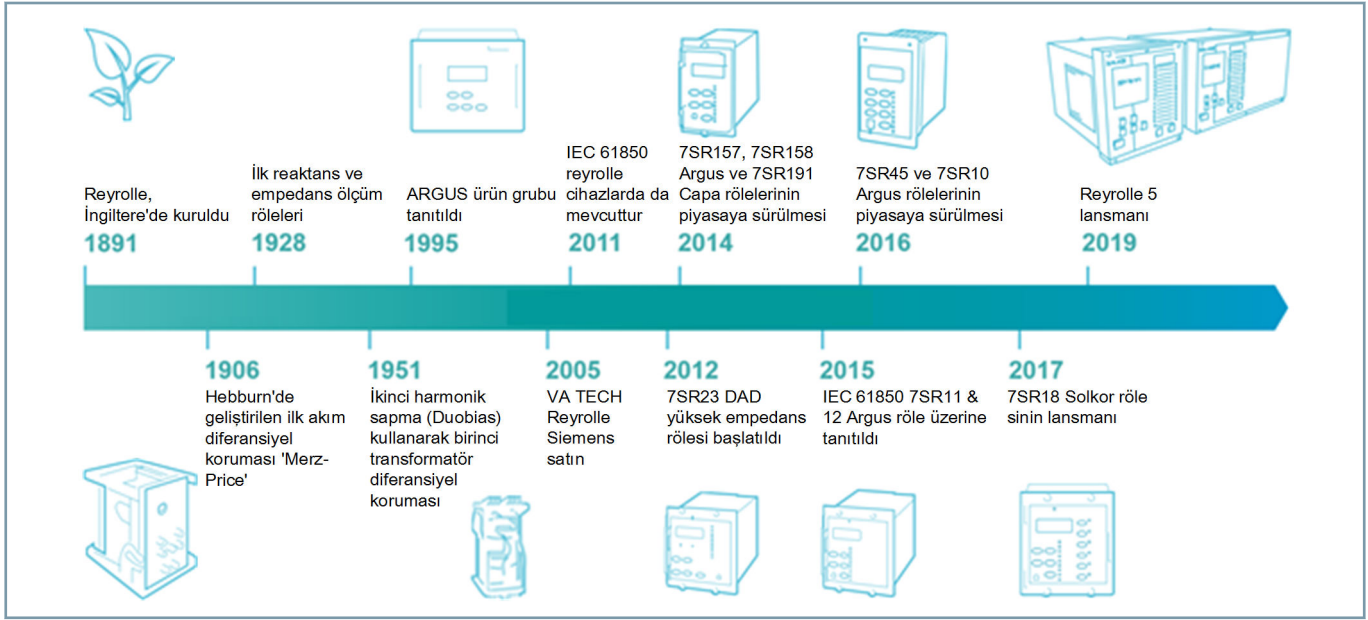 Reyrolle,
İngiltere'de kuruldu
1891
İlk reaktans ve
empedans ölçüm
röleleri
1928
ARGUS ürün grubu
tanıtıldı
1995
IEC 61850
reyrolle
cihazlarda da
mevcuttur
2011
7SR157, 7SR158
Argus ve 7SR191
Capa rölelerinin
piyasaya sürülmesi
2014
7SR45 ve 7SR10
Argus rölelerinin
piyasaya sürülmesi
2016
Reyrolle 5
lansmanı
2019
1906
Hebburn'de
geliştirilen ilk akım
diferansiyel
koruması 'Merz-
Price'
1951
İkinci harmonik
sapma (Duobias)
kullanarak birinci
transformatör
diferansiyel
koruması
2005
VA TECH
Reyrolle
Siemens
satın
2012
7SR23 DAD
yüksek empedans
rölesi başlatıldı
2015
IEC 61850 7SR11 &
12 Argus röle üzerine
tanıtıldı
2017
7SR18 Solkor röle
sinin lansmanı